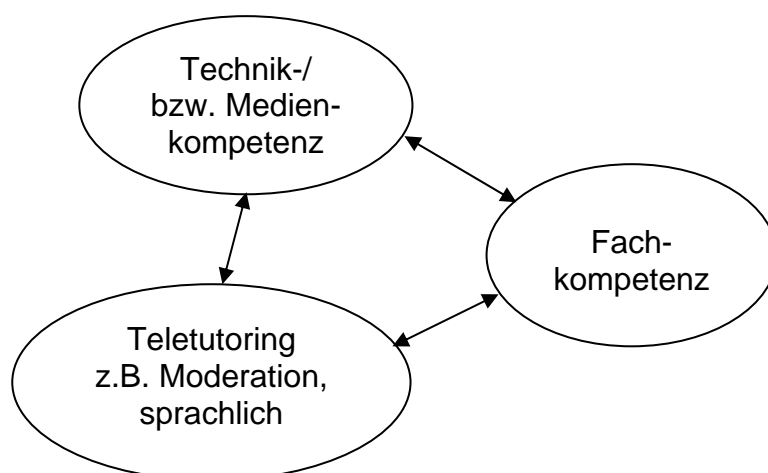 Technik-/
bzw. Medien-
kompetenz
Fach-
kompetenz
Teletutoring
z.B. Moderation,
sprachlich